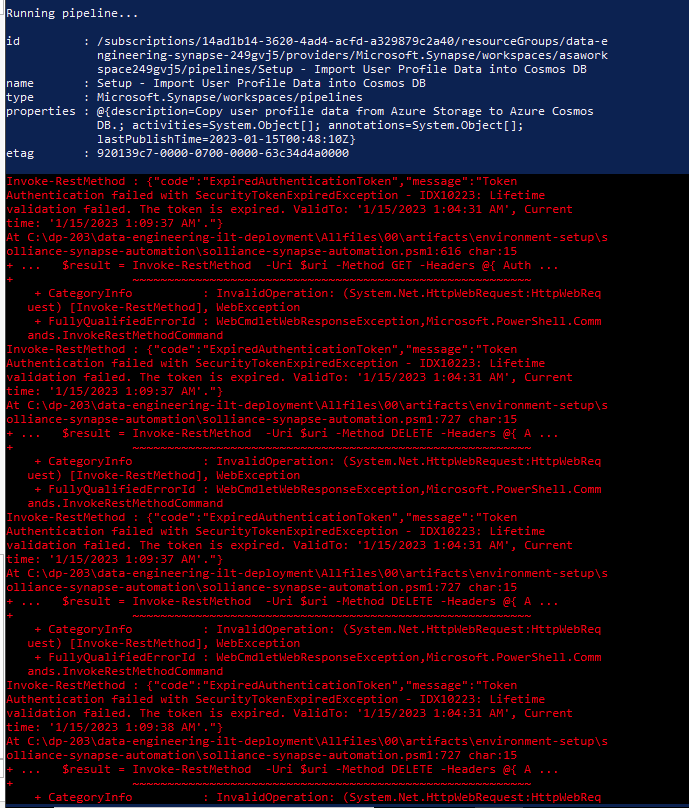 Running pipeline...
id : /subscriptions/14ad1b14-3620-4ad4-acfd-a329879c2a40/resourceGroups/data-e
ngineering-synapse-249gvj5/providers/Microsoft.Synapse/workspaces/asawork
space249gvj5/pipelines/Setup - Import User Profile Data into Cosmos DB
name : Setup - Import User Profile Data into Cosmos DB
type : Microsoft.Synapse/workspaces/pipelines
properties : @{description=Copy user profile data from Azure Storage to Azure Cosmos
DB.; activities=System.Object[]; annotations=System.Object[];
lastPublishTime=2023-01-15T00:48:10Z}
etag : 920139c7-0000-0700-0000-63c34d4a0000
Invoke-RestMethod : {"code":"ExpiredAuthenticationToken","message":"Token
Authentication failed with SecurityTokenExpiredException - IDX10223: Lifetime
validation failed. The token is expired. ValidTo: '1/15/2023 1:04:31 AM', Current
time: '1/15/2023 1:09:37 AM'."}
At C:\dp-203\data-engineering-ilt-deployment\Allfiles\00\artifacts\environment-setup\s
olliance-synapse-automation\solliance-synapse-automation.psm1:616 char:15
+ ... $result = Invoke-RestMethod -Uri $uri -Method GET -Headers @{ Auth ...
+ ~~~~~~~~~~~~~~~~~~~~~~~~~~~~~~~~~~~~~~~~~~~~~~~~~~~~~~~~~
+ CategoryInfo : InvalidOperation: (System.Net.HttpWebRequest:HttpWebReq
uest) [Invoke-RestMethod], WebException
+ FullyQualifiedErrorId : WebCmdletWebResponseException,Microsoft.PowerShell.Comm
ands.InvokeRestMethodCommand
Invoke-RestMethod : {"code":"ExpiredAuthenticationToken","message":"Token
Authentication failed with SecurityTokenExpiredException - IDX10223: Lifetime
validation failed. The token is expired. ValidTo: '1/15/2023 1:04:31 AM', Current
time: '1/15/2023 1:09:37 AM'."}
At C:\dp-203\data-engineering-ilt-deployment\Allfiles\00\artifacts\environment-setup\s
olliance-synapse-automation\solliance-synapse-automation.psm1:727 char:15
+ ... $result = Invoke-RestMethod -Uri $uri -Method DELETE -Headers @{ A ...
+ ~~~~~~~~~~~~~~~~~~~~~~~~~~~~~~~~~~~~~~~~~~~~~~~~~~~~~~~~~
+ CategoryInfo : InvalidOperation: (System.Net.HttpWebRequest:HttpWebReq
uest) [Invoke-RestMethod], WebException
+ FullyQualifiedErrorId : WebCmdletWebResponseException,Microsoft.PowerShell.Comm
ands.InvokeRestMethodCommand
Invoke-RestMethod : {"code":"ExpiredAuthenticationToken","message":"Token
Authentication failed with SecurityTokenExpiredException - IDX10223: Lifetime
validation failed. The token is expired. ValidTo: '1/15/2023 1:04:31 AM', Current
time: '1/15/2023 1:09:37 AM'."}
At C:\dp-203\data-engineering-ilt-deployment\Allfiles\00\artifacts\environment-setup\s
olliance-synapse-automation\solliance-synapse-automation.psm1:727 char:15
+ ... $result = Invoke-RestMethod -Uri $uri -Method DELETE -Headers @{ A ...
+ ~~~~~~~~~~~~~~~~~~~~~~~~~~~~~~~~~~~~~~~~~~~~~~~~~~~~~~~~~
+ CategoryInfo : InvalidOperation: (System.Net.HttpWebRequest:HttpWebReq
uest) [Invoke-RestMethod], WebException
+ FullyQualifiedErrorId : WebCmdletWebResponseException,Microsoft.PowerShell.Comm
ands.InvokeRestMethodCommand
Invoke-RestMethod : {"code":"ExpiredAuthenticationToken","message":"Token
Authentication failed with SecurityTokenExpiredException - IDX10223: Lifetime
validation failed. The token is expired. ValidTo: '1/15/2023 1:04:31 AM', Current
time: '1/15/2023 1:09:38 AM'."}
At C:\dp-203\data-engineering-ilt-deployment\Allfiles\00\artifacts\environment-setup\s
olliance-synapse-automation\solliance-synapse-automation.psm1:727 char:15
+ ... $result = Invoke-RestMethod -Uri $uri -Method DELETE -Headers @{ A ...
+ ~~~~~~~~~~~~~~~~~~~~~~~~~~~~~~~~~~~~~~~~~~~~~~~~~~~~~~~~~
+ CategoryInfo : InvalidOperation: (System.Net.HttpWebRequest:HttpWebReq